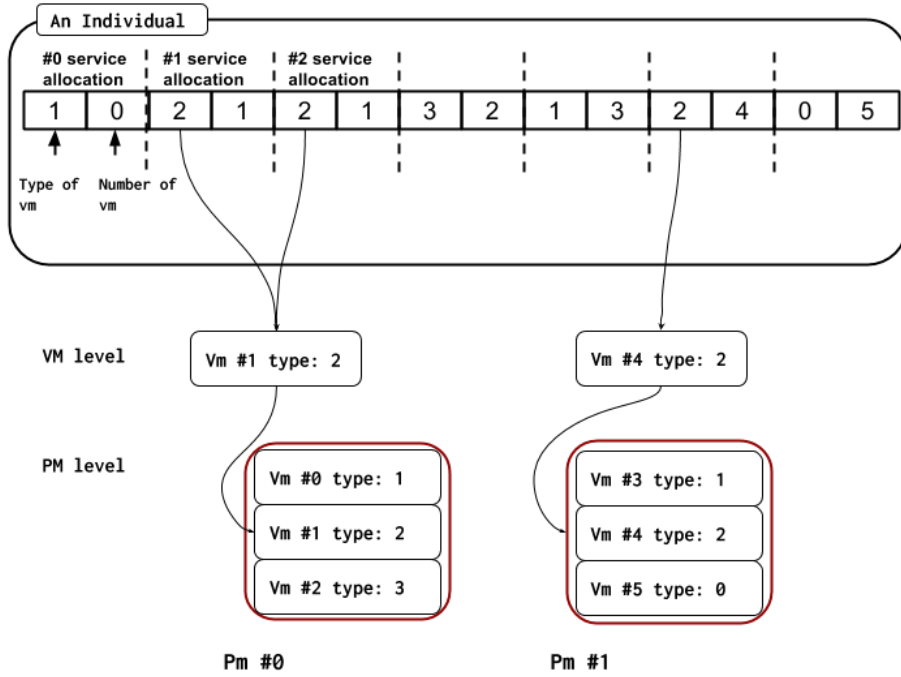 An Individual
#0 service allocation
#1 service allocation
#2 service allocation
1 0 2 1 2 1 3 2 1 3 2 4 0 5
Type of vm
Number of vm
VM level
Vm #1 type: 2
Vm #4 type: 2
PM level
Vm #0 type: 1
Vm #1 type: 2
Vm #2 type: 3
Vm #3 type: 1
Vm #4 type: 2
Vm #5 type: 0
Pm #0
Pm #1